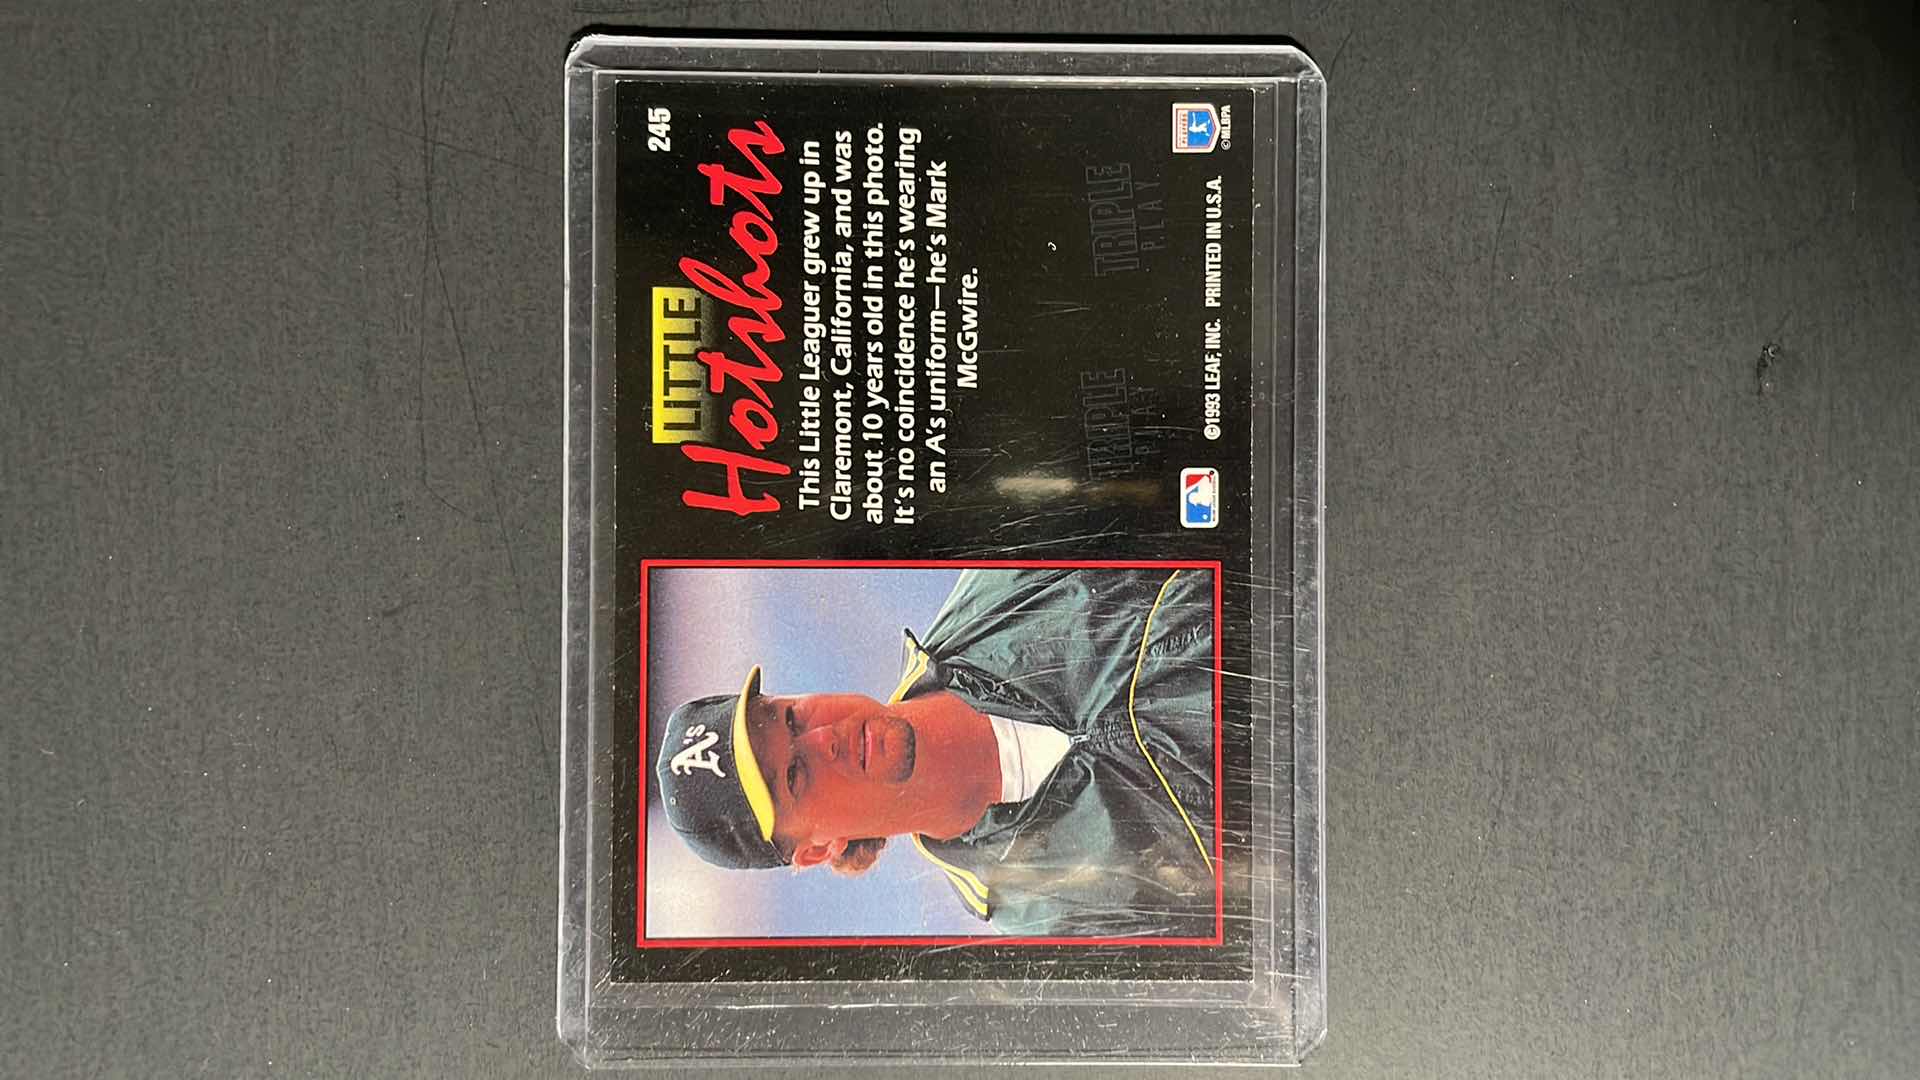 245
LITTLE
Hotshots
This Little Leaguer grew up in
Claremont, California, and was
about 10 years old in this photo.
It's no coincidence he's wearing
an A's uniform—he's Mark
McGwire.
TRIPLE
PLAY
TRIPLE
PLAY
©1993 LEAF, INC. PRINTED IN U.S.A.
©MLBPA
A's